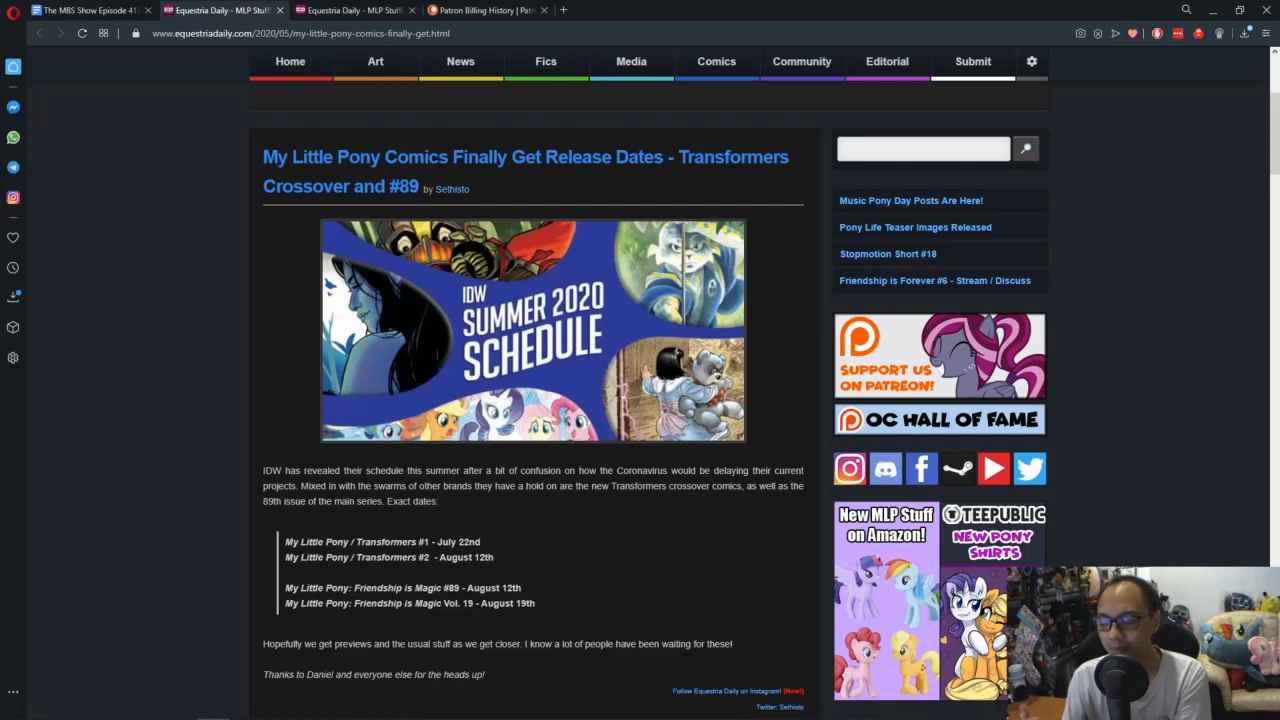 The MBS Show Episode 41
Equestria Daily - MLP Stuff
Equestria Daily - MLP Stuff
Patron Billing History | Pat
www.equestriadaily.com/2020/05/my-little-pony-comics-finally-get.html
Home Art News Fics Media Comics Community Editorial Submit
My Little Pony Comics Finally Get Release Dates - Transformers
Crossover and #89 by Sethisto
IDW
SUMMER 2020
SCHEDULE
IDW has revealed their schedule this summer after a bit of confusion on how the Coronavirus would be delaying their current
projects. Mixed in with the swarms of other brands they have a hold on are the new Transformers crossover comics, as well as the
89th issue of the main series. Exact dates:
My Little Pony / Transformers #1 - July 22nd
My Little Pony / Transformers #2 - August 12th
My Little Pony: Friendship is Magic #89 - August 12th
My Little Pony: Friendship is Magic Vol. 19 - August 19th
Hopefully we get previews and the usual stuff as we get closer. I know a lot of people have been waiting for these!
Thanks to Daniel and everyone else for the heads up!
Follow Equestria Daily on Instagram! (New!)
Twitter: Sethisto
Music Pony Day Posts Are Here!
Pony Life Teaser Images Released
Stopmotion Short #18
Friendship is Forever #6 - Stream / Discuss
SUPPORT US
ON PATREON!
OC HALL OF FAME
New MLP Stuff
on Amazon!
TEEPUBLIC
NEW PONY
SHIRTS